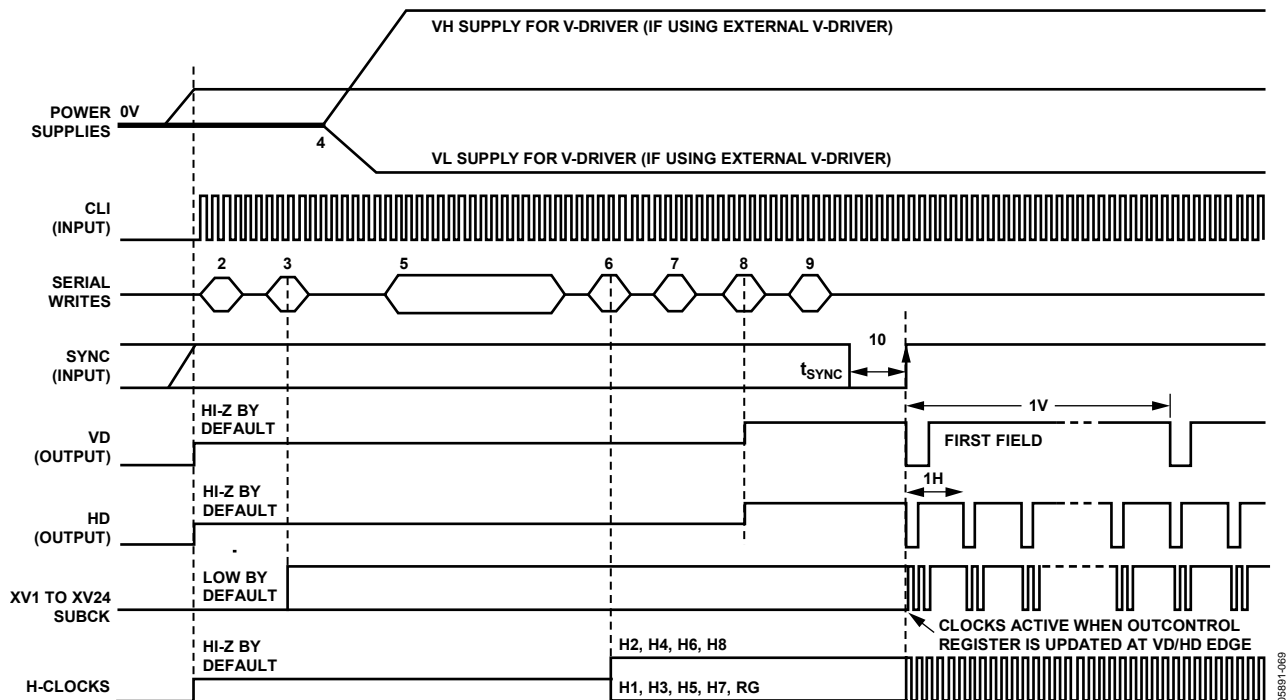 VH SUPPLY FOR V-DRIVER (IF USING EXTERNAL V-DRIVER)
POWER
SUPPLIES
0V
4
VL SUPPLY FOR V-DRIVER (IF USING EXTERNAL V-DRIVER)
CLI
(INPUT)
SERIAL
WRITES
2
3
5
6
7
8
9
SYNC
(INPUT)
tSYNC
10
VD
(OUTPUT)
HI-Z BY
DEFAULT
1V
FIRST FIELD
HD
(OUTPUT)
HI-Z BY
DEFAULT
1H
XV1 TO XV24
SUBCK
LOW BY
DEFAULT
CLOCKS ACTIVE WHEN OUTCONTROL
REGISTER IS UPDATED AT VD/HD EDGE
H-CLOCKS
HI-Z BY
DEFAULT
H2, H4, H6, H8
H1, H3, H5, H7, RG
05891-069